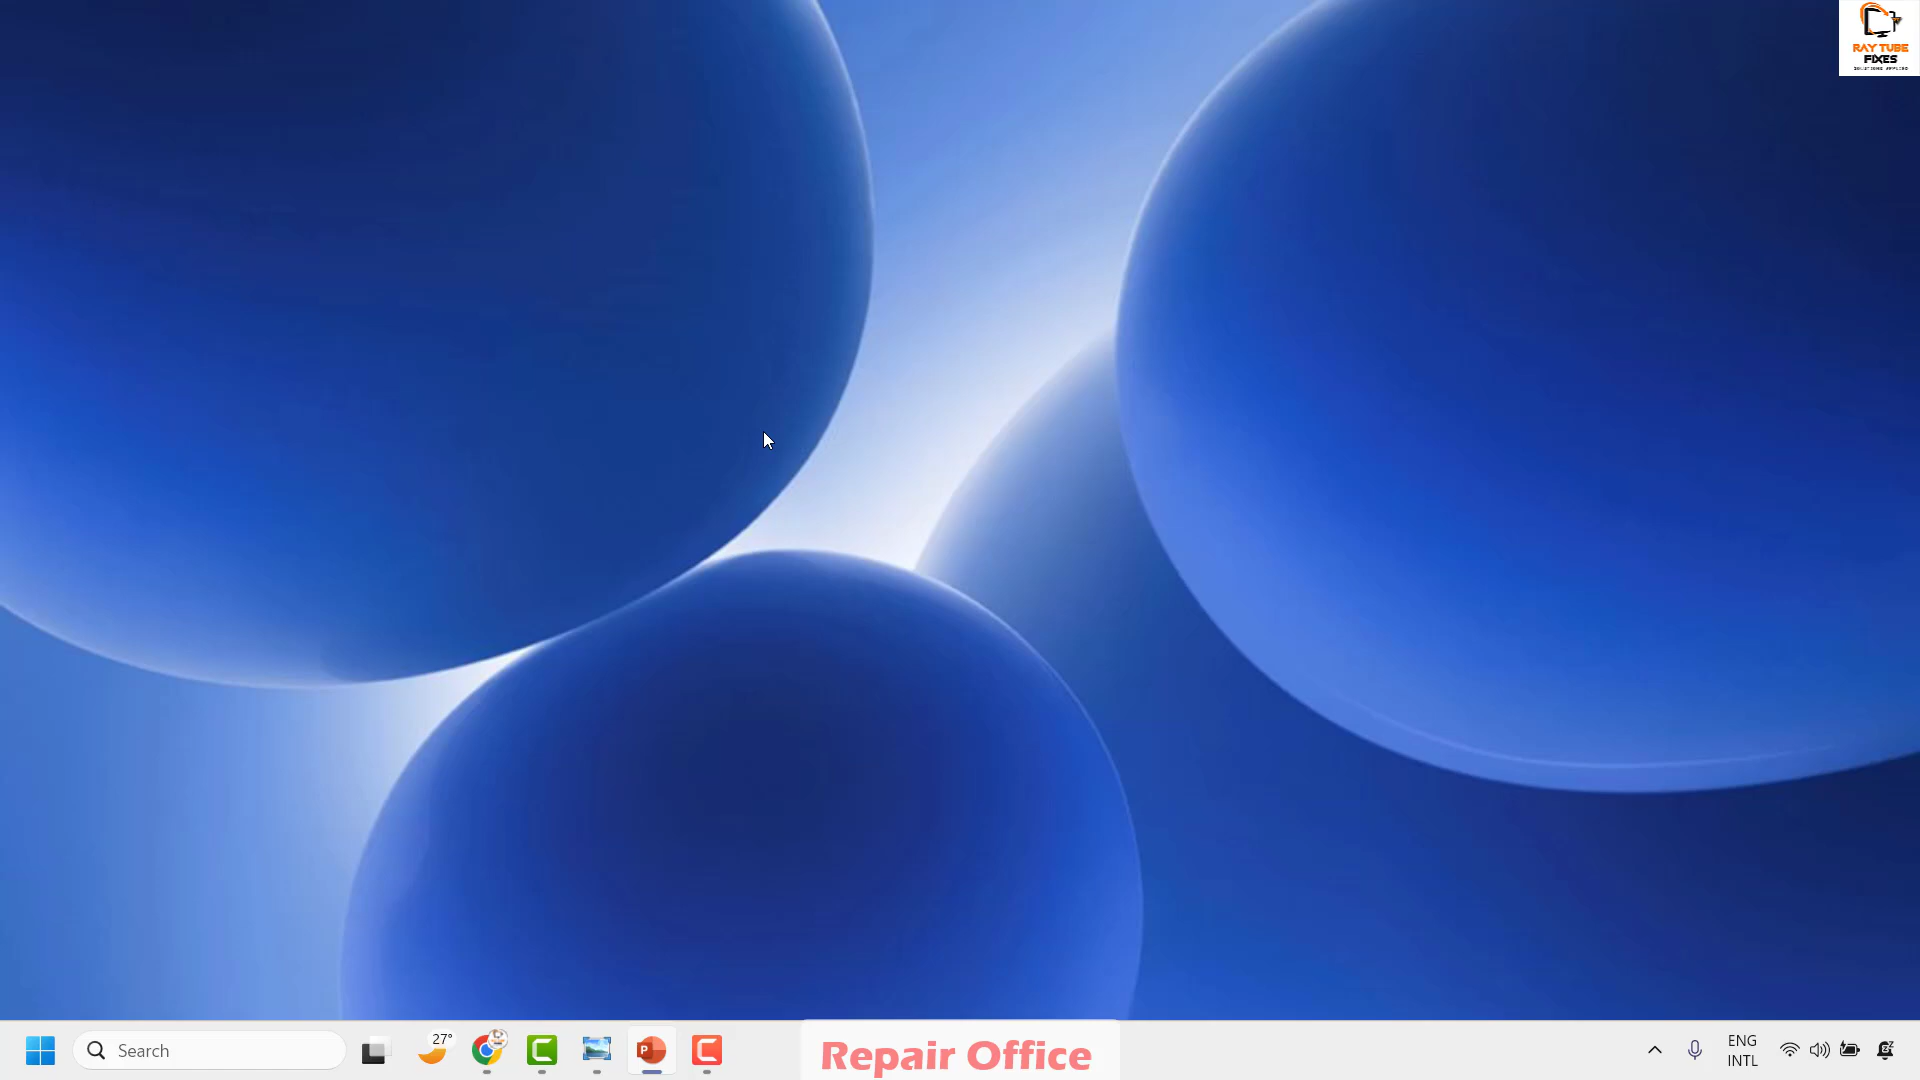 RAY TUBE
FIXES
27°
Search
P
Repair Office
ENG
INTL